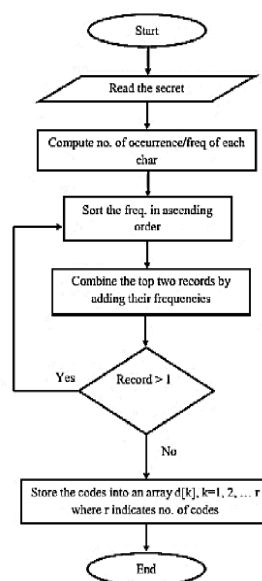 Start
Read the secret
Compute no. of occurrence/freq of each
char
Sort the freq. in ascending
order
Combine the top two records by
adding their frequencies
Yes
Record > 1
No
Store the codes into an array d[k], k=1, 2, ... r
where r indicates no. of codes
End